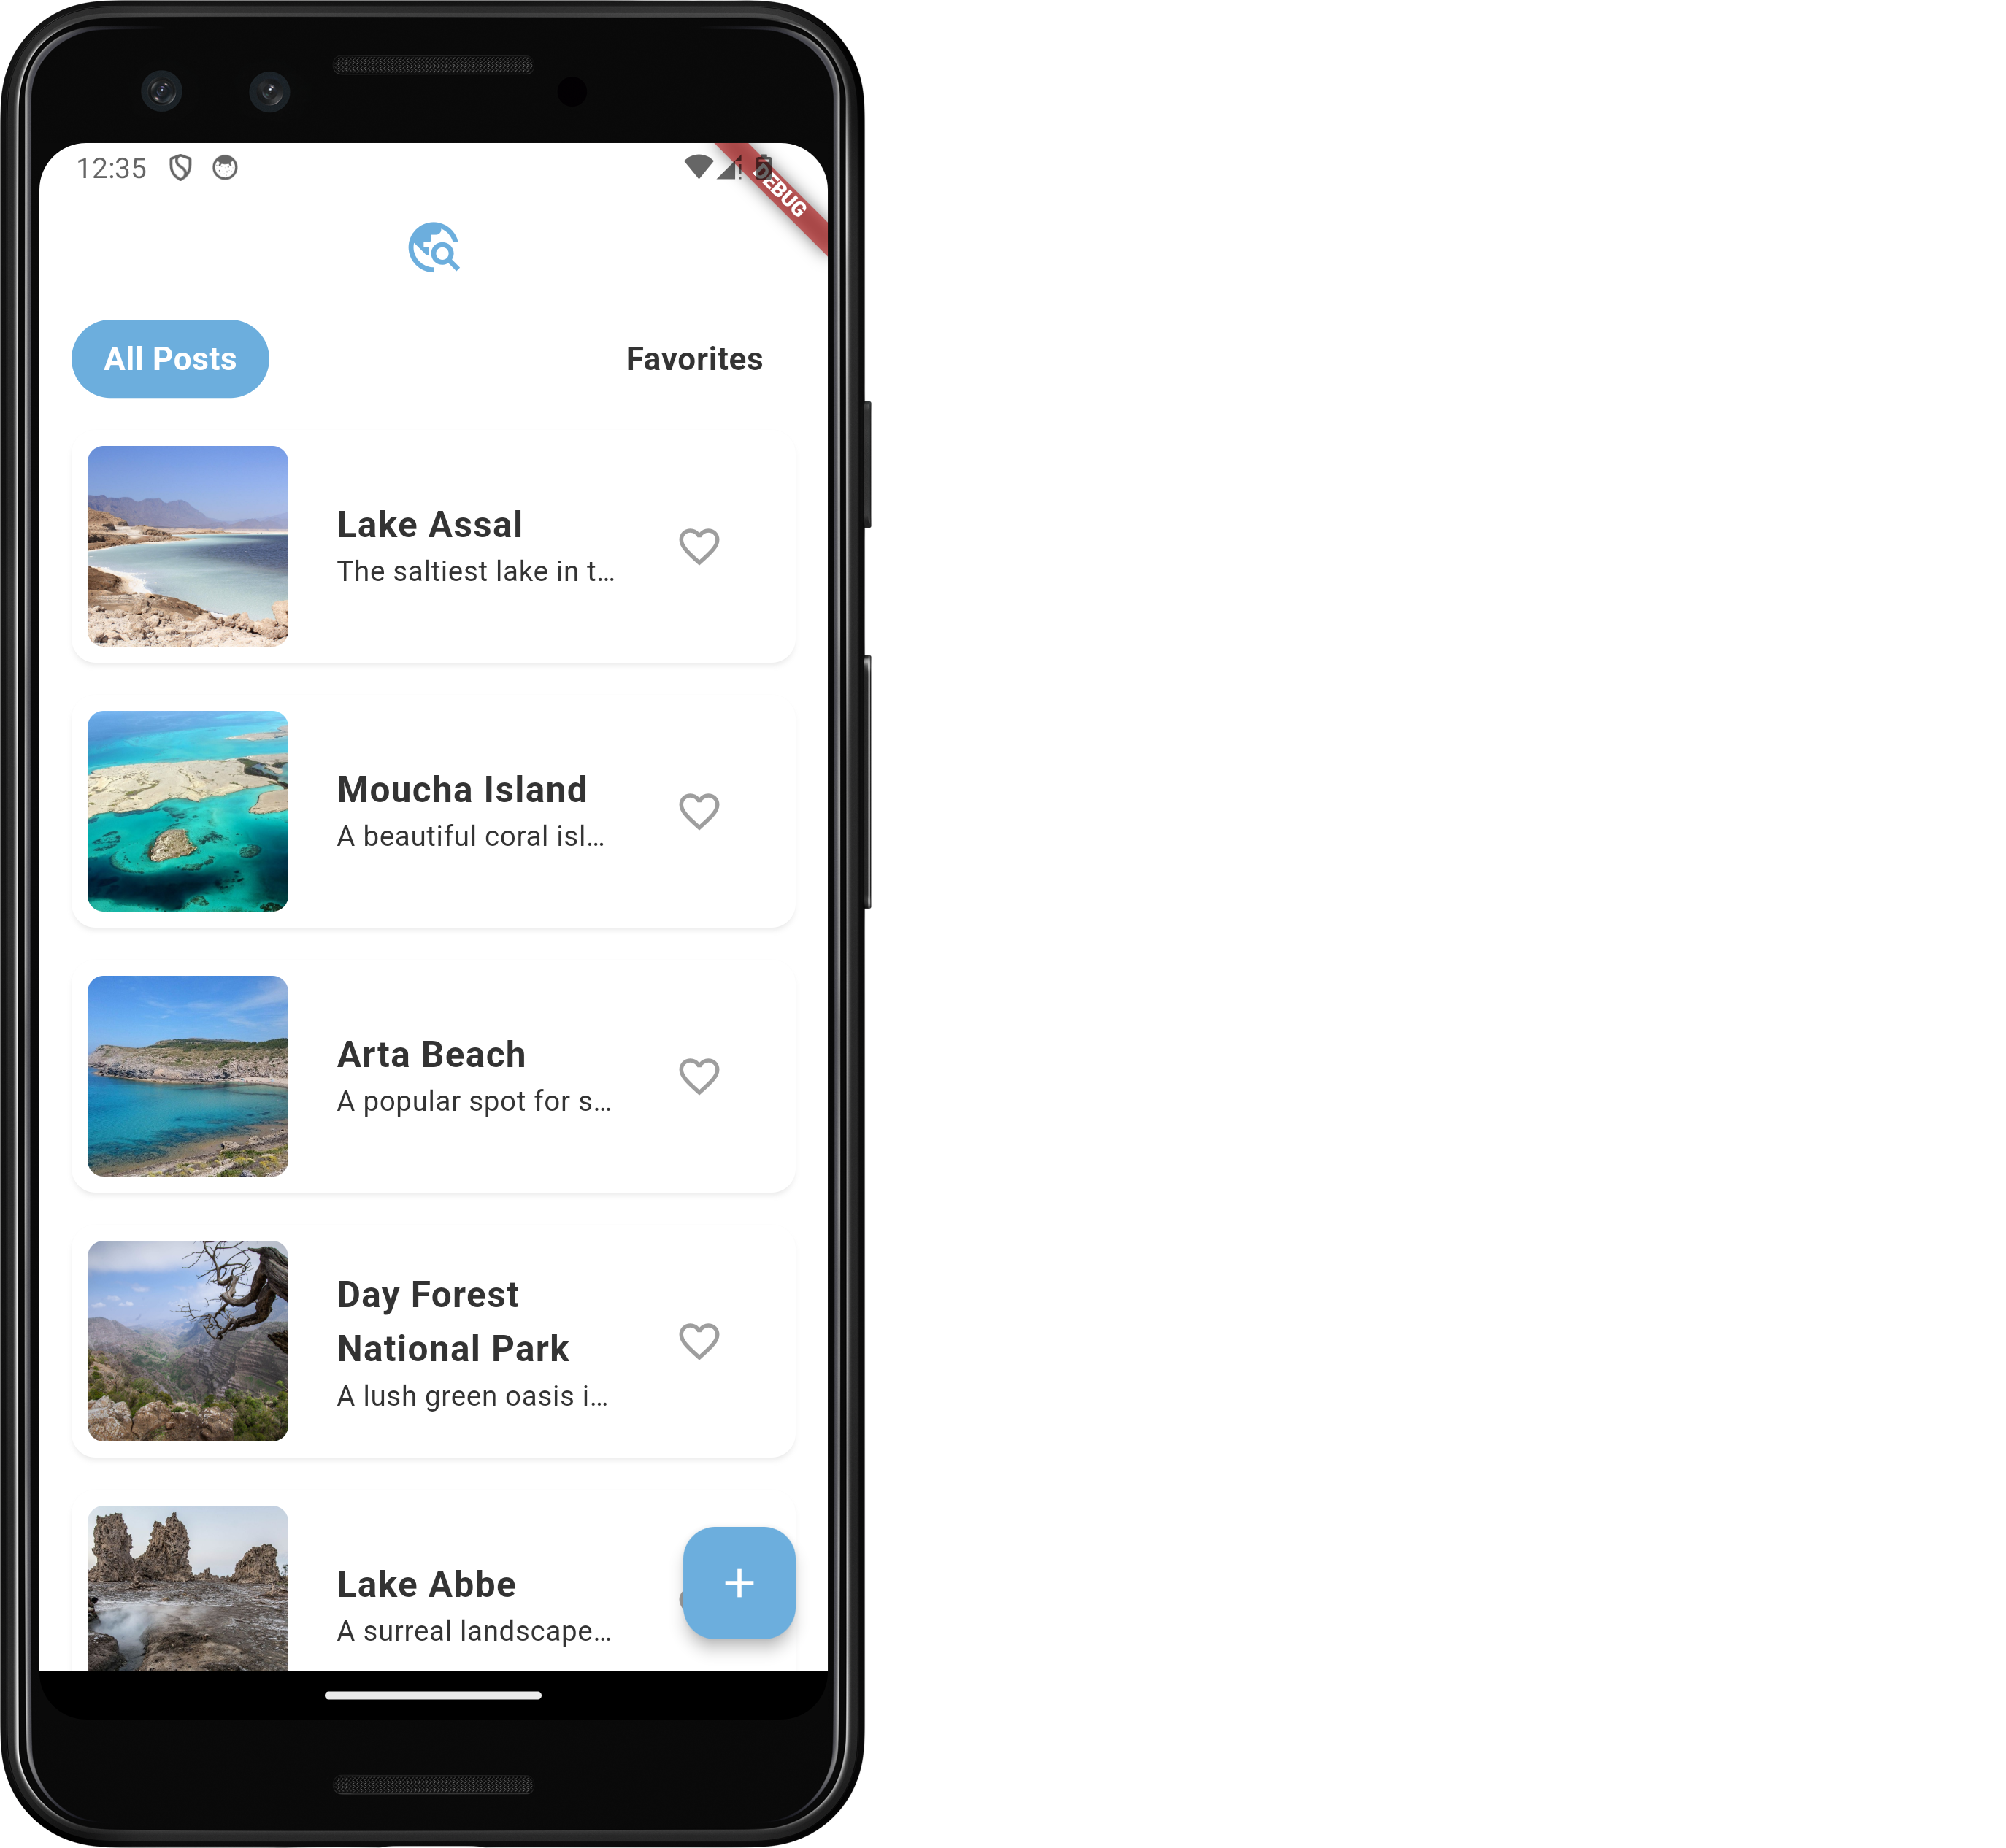 12:35
DEBUG
All Posts
Favorites
Lake Assal
The saltiest lake in t...
Moucha Island
A beautiful coral isl...
Arta Beach
A popular spot for s...
Day Forest
National Park
A lush green oasis i...
Lake Abbe
A surreal landscape...